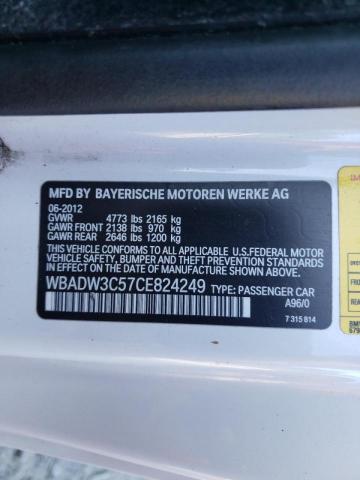 MFD BY BAYERISCHE MOTOREN WERKE AG
06-2012
GVWR 4773 lbs 2165 kg
GAWR FRONT 2138 lbs 970 kg
GAWR REAR 2646 lbs 1200 kg
THIS VEHICLE CONFORMS TO ALL APPLICABLE U.S.FEDERAL MOTOR
VEHICLE SAFETY, BUMPER, AND THEFT PREVENTION STANDARDS
IN EFFECT ON THE DATE OF MANUFACTURE SHOWN ABOVE.
WBADW3C57CE824249 TYPE: PASSENGER CAR
A96/0
7 315 814